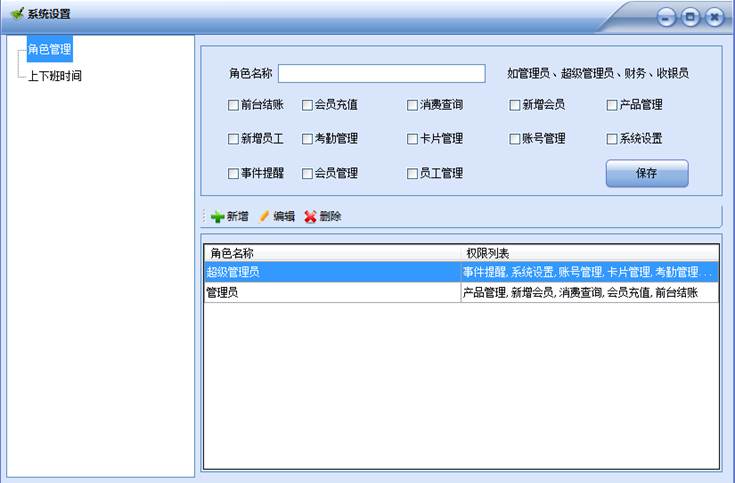 系统设置
角色管理
上下班时间
角色名称 如管理员、超级管理员、财务、收银员
前台结账 会员充值 消费查询 新增会员 产品管理
新增员工 考勤管理 卡片管理 账号管理 系统设置
事件提醒 会员管理 员工管理 保存
新增 编辑 删除
角色名称 权限列表
超级管理员 事件提醒,系统设置,账号管理,卡片管理,考勤管理...
管理员 产品管理,新增会员,消费查询,会员充值,前台结账